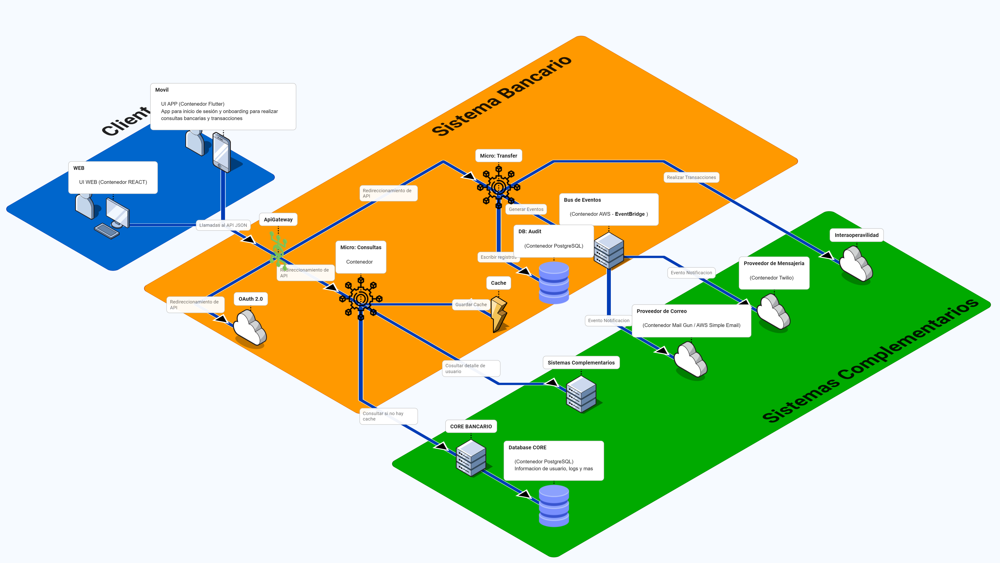 Sistema Bancario
Client
Movil
UI APP (Contenedor Flutter)
App para inicio de sesión y onboarding para realizar
consultas bancarias y transacciones
WEB
UI WEB (Contenedor REACT)
Llamadas al API JSON
ApiGateway
Redireccionamiento de
API
Micro: Transfer
Realizar Transacciones
Generar Eventos
Bus de Eventos
(Contenedor AWS - EventBridge )
DB: Audit
(Contenedor PostgreSQL)
Escribir registros
Micro: Consultas
Contenedor
Redireccionamiento de
API
Redireccionamiento de
API
OAuth 2.0
Cache
Guardar Cache
Interaoperavilidad
Proveedor de Mensajeria
(Contenedor Twilio)
Evento Notificacion
Proveedor de Correo
(Contenedor Mail Gun / AWS Simple Email)
Evento Notificacion
Sistemas Complementarios
Sistemas Complementarios
Cosultar detalle de
usuario
Consultar si no hay
cache
CORE BANCARIO
Database CORE
(Contenedor PostgreSQL)
Informacion de usuario, logs y mas